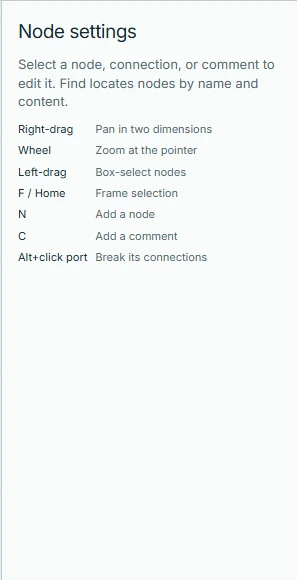 Node settings
Select a node, connection, or comment to
edit it. Find locates nodes by name and
content.
Right-drag Pan in two dimensions
Wheel Zoom at the pointer
Left-drag Box-select nodes
F / Home Frame selection
N Add a node
C Add a comment
Alt+click port Break its connections